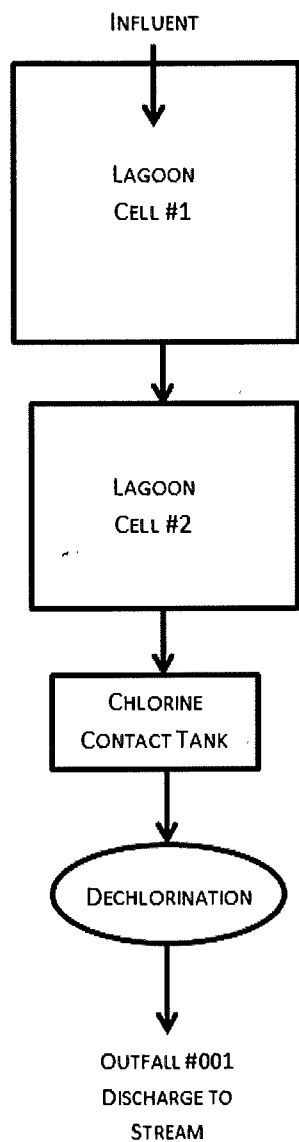 INFLUENT
LAGOON
CELL #1
LAGOON
CELL #2
CHLORINE
CONTACT TANK
DECHLORINATION
OUTFALL #001
DISCHARGE TO
STREAM